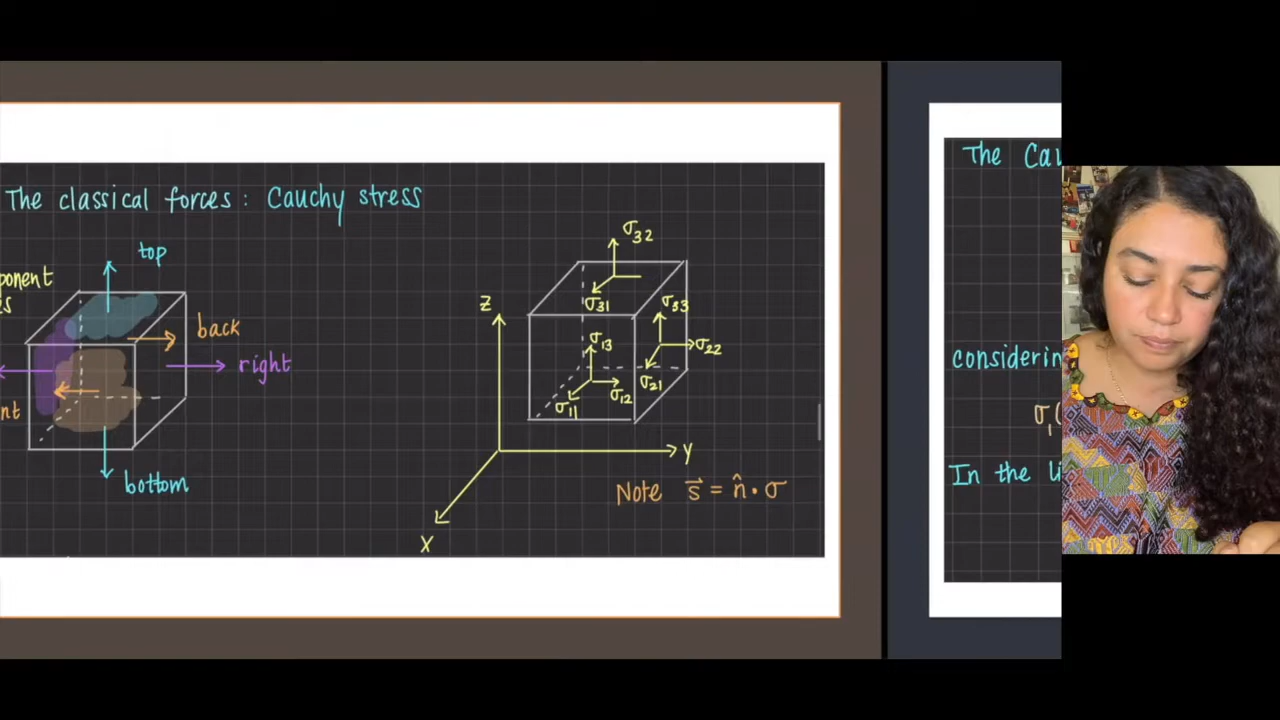 The classical forces : Cauchy stress
top
back
right
bottom
σ32
σ31
σ33
σ13
σ22
σ21
σ12
σ11
Z
Y
X
Note s⃗ = n̂ · σ
The
considerin
In the